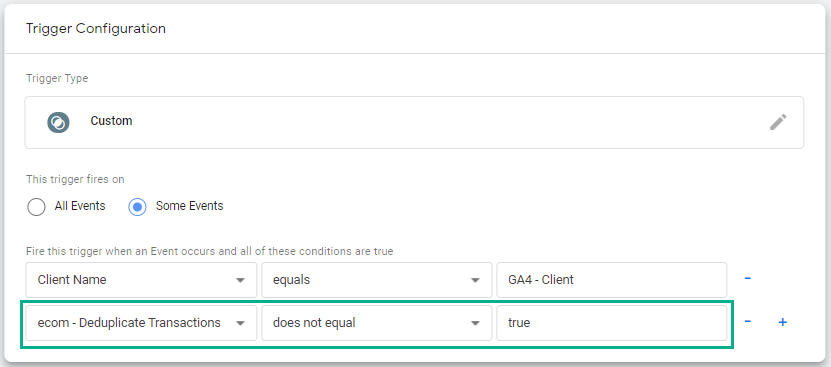 Trigger Configuration
Trigger Type
Custom
This trigger fires on
All Events Some Events
Fire this trigger when an Event occurs and all of these conditions are true
Client Name equals GA4 - Client -
ecom - Deduplicate Transactions does not equal true - +